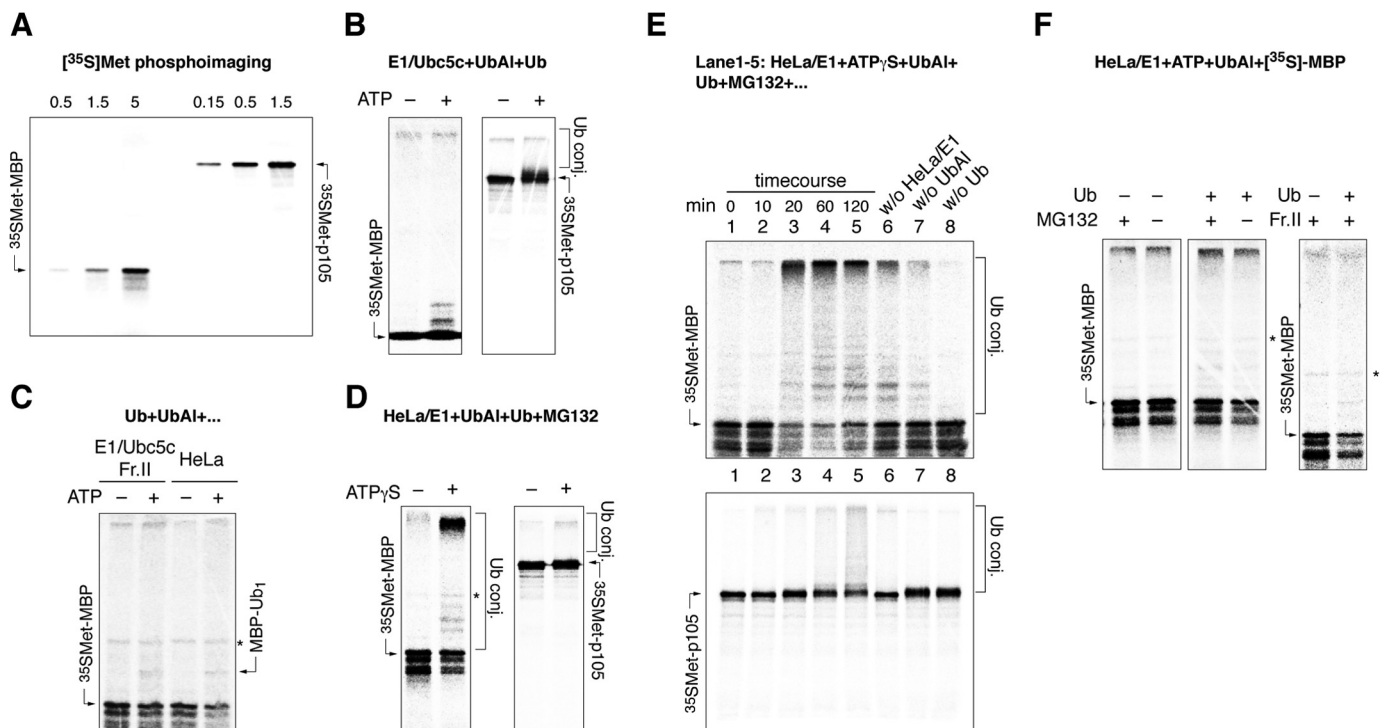 A
[35S]Met phosphoimaging
0.5 1.5 5 0.15 0.5 1.5
35SMet-MBP
35SMet-p105
B
E1/Ubc5c+UbAl+Ub
ATP – + – +
35SMet-MBP
Ub conj.
35SMet-p105
C
Ub+UbAl+...
E1/Ubc5c
Fr.II
HeLa
ATP – + – +
35SMet-MBP
*
MBP-Ub1
D
HeLa/E1+UbAl+Ub+MG132
ATPγS – + – +
35SMet-MBP
*
Ub conj.
Ub conj.
35SMet-p105
E
Lane1-5: HeLa/E1+ATPγS+UbAl+
Ub+MG132+...
timecourse
w/o HeLa/E1
w/o UbAl
w/o Ub
min 0 10 20 60 120
1 2 3 4 5 6 7 8
35SMet-MBP
Ub conj.
1 2 3 4 5 6 7 8
35SMet-p105
Ub conj.
F
HeLa/E1+ATP+UbAl+[35S]-MBP
Ub – – + + Ub – +
MG132 + – + – Fr.II + +
35SMet-MBP
*
35SMet-MBP
*